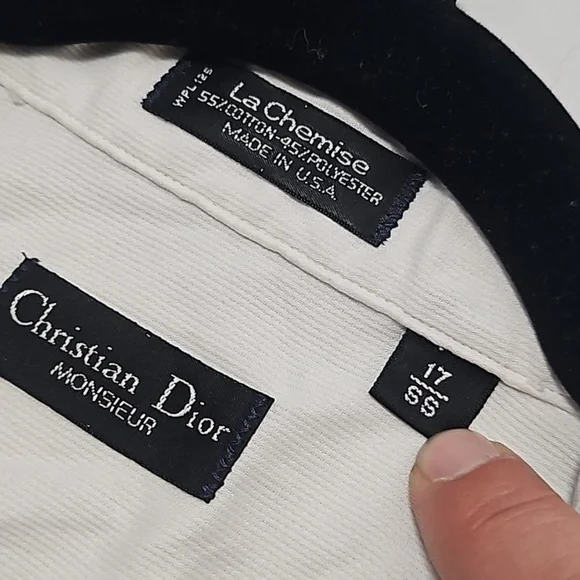 WPL125
La Chemise
55%COTTON-45%POLYESTER
MADE IN U.S.A.
Christian Dior
MONSIEUR
17
SS